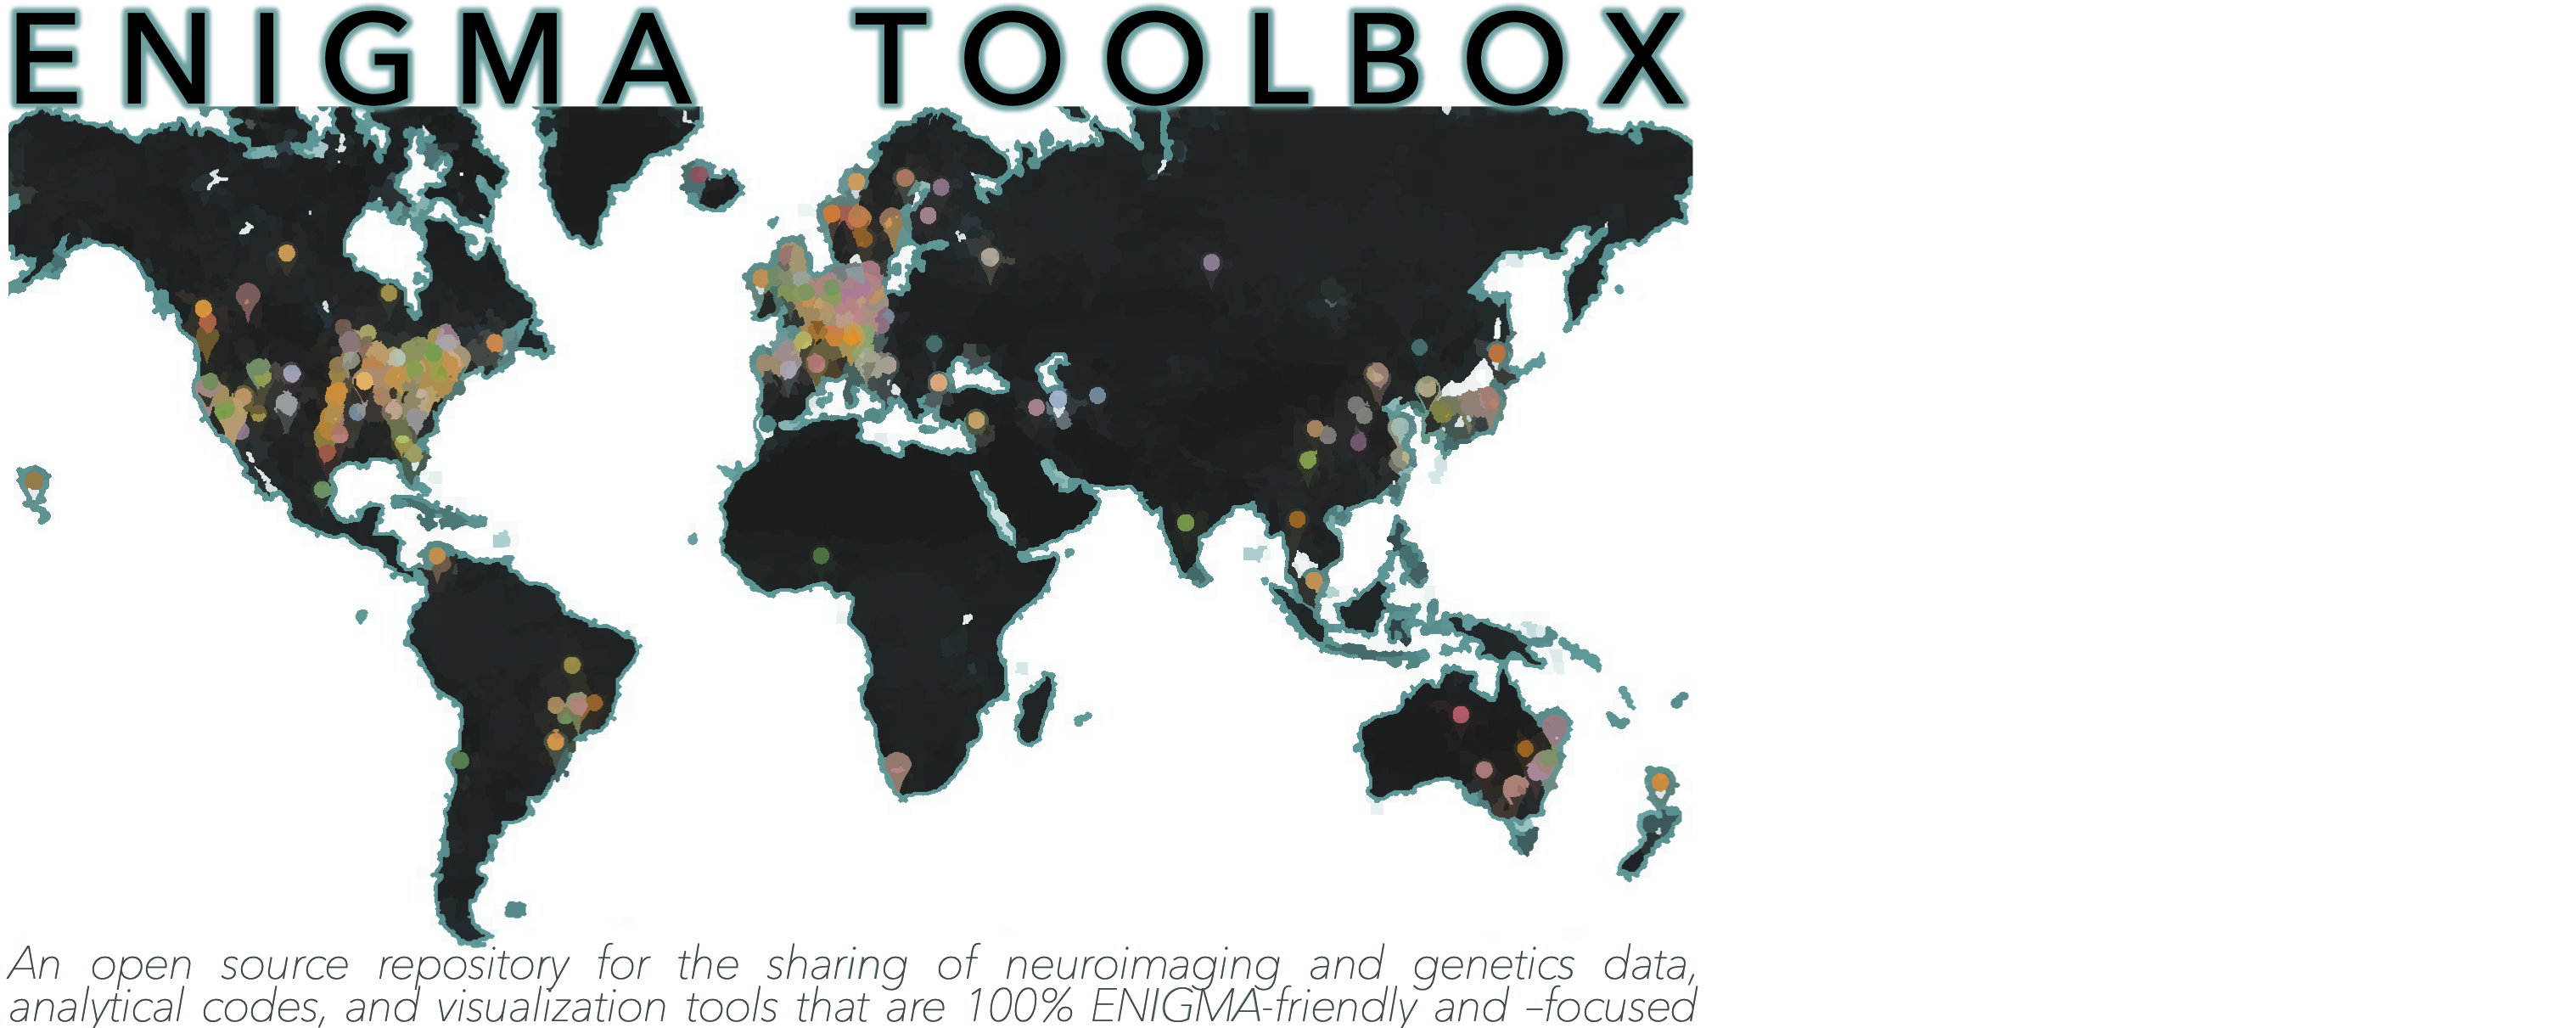 ENIGMA TOOLBOX
An open source repository for the sharing of neuroimaging and genetics data,
analytical codes, and visualization tools that are 100% ENIGMA-friendly and –focused